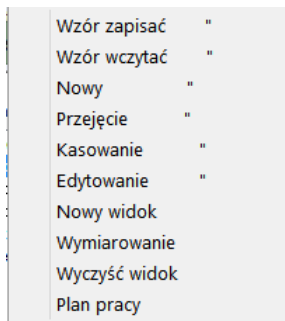 Wzór zapisać "
Wzór wczytać "
Nowy "
Przejęcie "
Kasowanie "
Edytowanie "
Nowy widok
Wymiarowanie
Wyczyść widok
Plan pracy